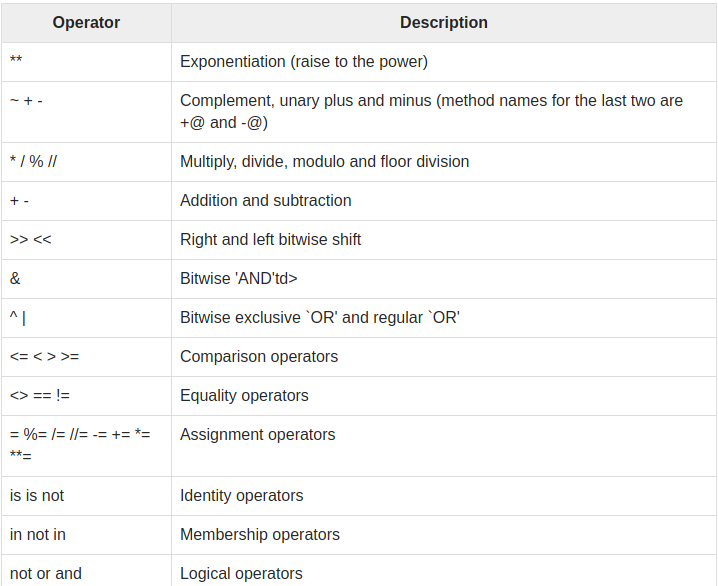 Operator Description
** Exponentiation (raise to the power)
~ + - Complement, unary plus and minus (method names for the last two are
+@ and -@)
* / % // Multiply, divide, modulo and floor division
+ - Addition and subtraction
>> << Right and left bitwise shift
& Bitwise 'AND'td>
^ | Bitwise exclusive `OR' and regular `OR'
<= < > >= Comparison operators
<> == != Equality operators
= %= /= //= -= += *= Assignment operators
**=
is is not Identity operators
in not in Membership operators
not or and Logical operators